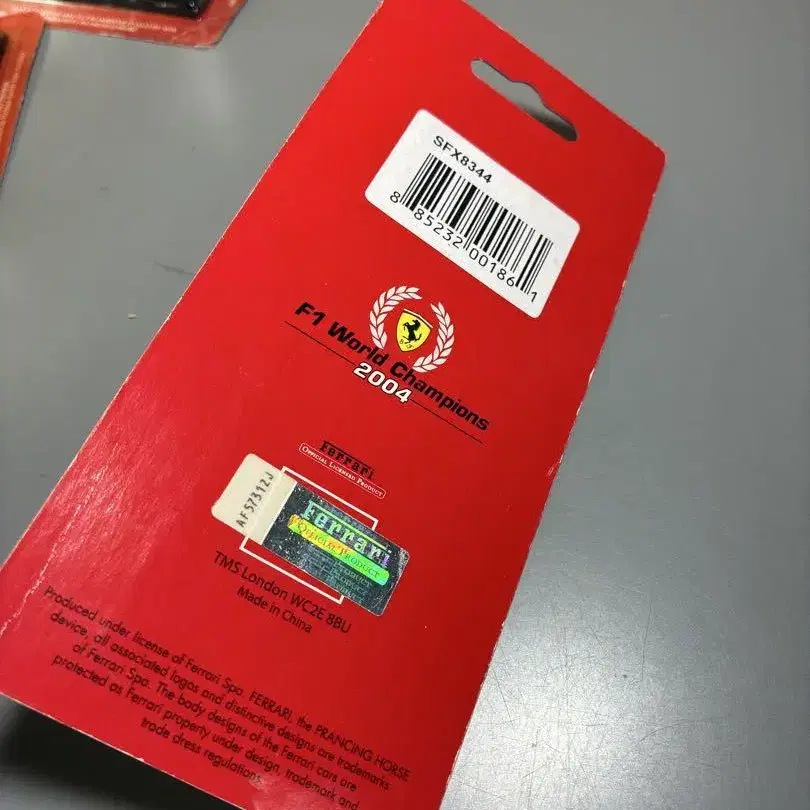 SFX8344
8 85232 00186 1
F1 World Champions
2004
Ferrari
OFFICIAL LICENSED PRODUCT
AF57312J
Ferrari
OFFICIAL PRODUCT
TMS London WC2E 8BU
Made in China
Produced under license of Ferrari Spa. FERRARI, the PRANCING HORSE
device, all associated logos and distinctive designs are trademarks
of Ferrari Spa. The body designs of the Ferrari cars are
protected as Ferrari property under design, trademark and
trade dress regulations.